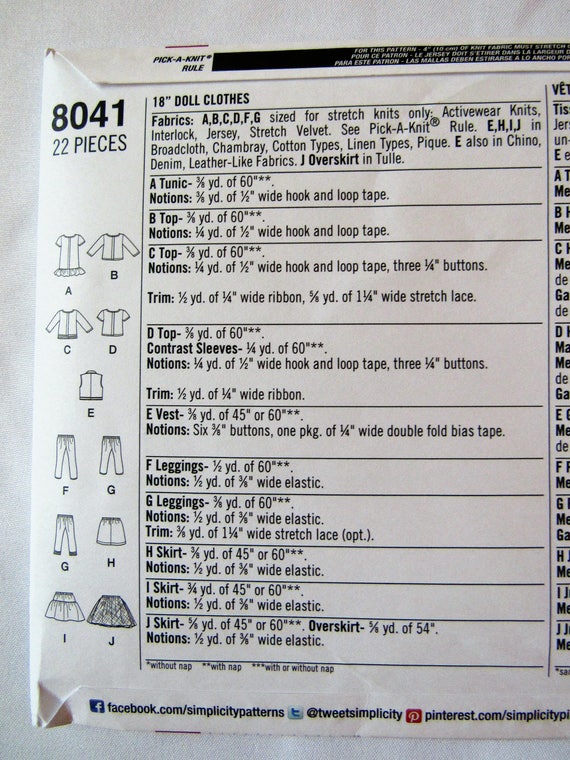 PICK-A-KNIT®
RULE
FOR THIS PATTERN - 4" (10 cm) OF KNIT FABRIC MUST STRETCH
POUR CE PATRON - LE JERSEY DOIT S'ETIRER DANS LA LARGEUR
PARA ESTE PATRON - LAS MALLAS DEBEN ESTIRARSE A LO LARGO
8041
22 PIECES
18" DOLL CLOTHES
Fabrics: A,B,C,D,F,G sized for stretch knits only: Activewear Knits,
Interlock, Jersey, Stretch Velvet. See Pick-A-Knit® Rule. E,H,I,J in
Broadcloth, Chambray, Cotton Types, Linen Types, Pique. E also in Chino,
Denim, Leather-Like Fabrics. J Overskirt in Tulle.
A Tunic- ⅜ yd. of 60"**.
Notions: ⅜ yd. of ½" wide hook and loop tape.
B Top- ⅜ yd. of 60"**.
Notions: ¼ yd. of ½" wide hook and loop tape.
C Top- ⅜ yd. of 60"**.
Notions: ¼ yd. of ½" wide hook and loop tape, three ¼" buttons.
Trim: ½ yd. of ¼" wide ribbon, ⅝ yd. of 1¼" wide stretch lace.
D Top- ⅜ yd. of 60"**.
Contrast Sleeves- ¼ yd. of 60"**.
Notions: ¼ yd. of ½" wide hook and loop tape, three ¼" buttons.
Trim: ½ yd. of ¼" wide ribbon.
E Vest- ⅜ yd. of 45" or 60"**.
Notions: Six ⅜" buttons, one pkg. of ¼" wide double fold bias tape.
F Leggings- ½ yd. of 60"**.
Notions: ½ yd. of ⅜" wide elastic.
G Leggings- ⅜ yd. of 60"**.
Notions: ½ yd. of ⅜" wide elastic.
Trim: ⅜ yd. of 1¼" wide stretch lace (opt.).
H Skirt- ⅜ yd. of 45" or 60"**.
Notions: ½ yd. of ⅜" wide elastic.
I Skirt- ¾ yd. of 45" or 60"**.
Notions: ½ yd. of ⅜" wide elastic.
J Skirt- ⅝ yd. of 45" or 60"**. Overskirt- ⅝ yd. of 54".
Notions: ½ yd. of ⅜" wide elastic.
*without nap **with nap ***with or without nap
A
B
C
D
E
F
G
G
H
I
J
facebook.com/simplicitypatterns @tweetsimplicity pinterest.com/simplicity